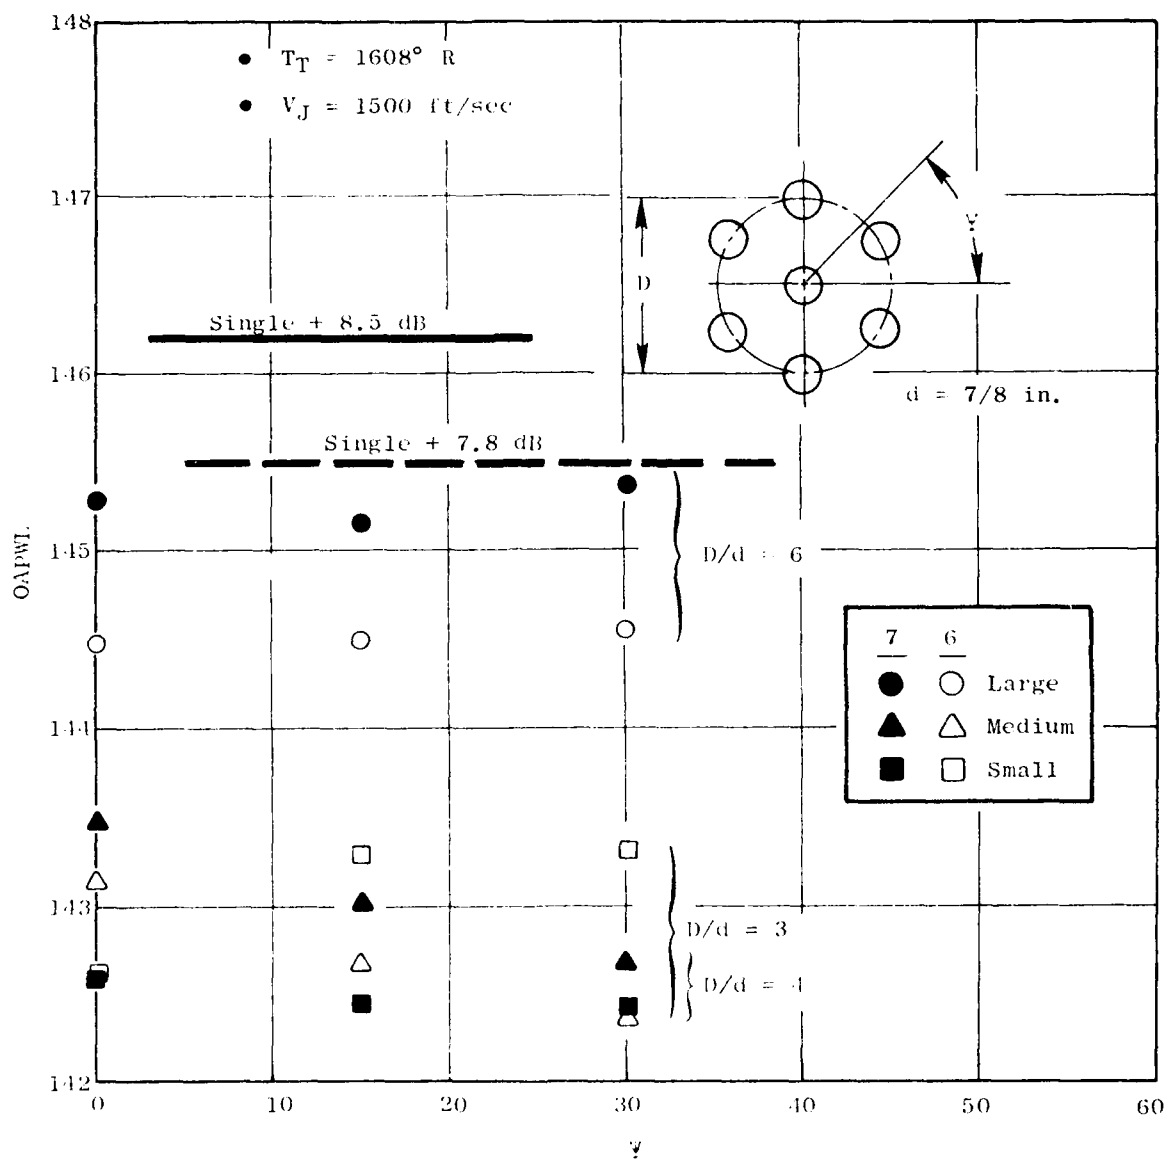 148
147
146
145
144
143
142
OAPWL
• T_T = 1608° R
• V_J = 1500 ft/sec
D
Ψ
d = 7/8 in.
Single + 8.5 dB
Single + 7.8 dB
D/d = 6
7 6
Large
Medium
Small
D/d = 3
D/d = 4
0 10 20 30 40 50 60
Ψ